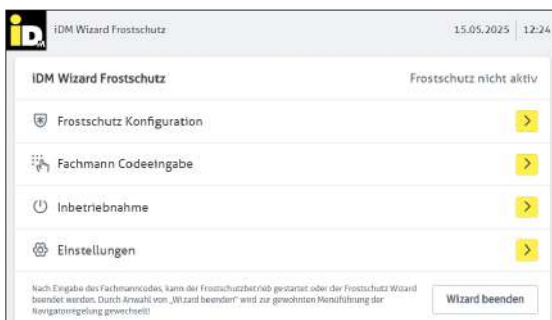 iDM
iDM Wizard Frostschutz
15.05.2025 12:24
iDM Wizard Frostschutz
Frostschutz nicht aktiv
Frostschutz Konfiguration
Fachmann Codeeingabe
Inbetriebnahme
Einstellungen
Nach Eingabe des Fachmanncodes, kann der Frostschutzbetrieb gestartet oder der Frostschutz Wizard
beendet werden. Durch Anwahl von „Wizard beenden" wird zur gewohnten Menüführung der
Navigatorregelung gewechselt!
Wizard beenden